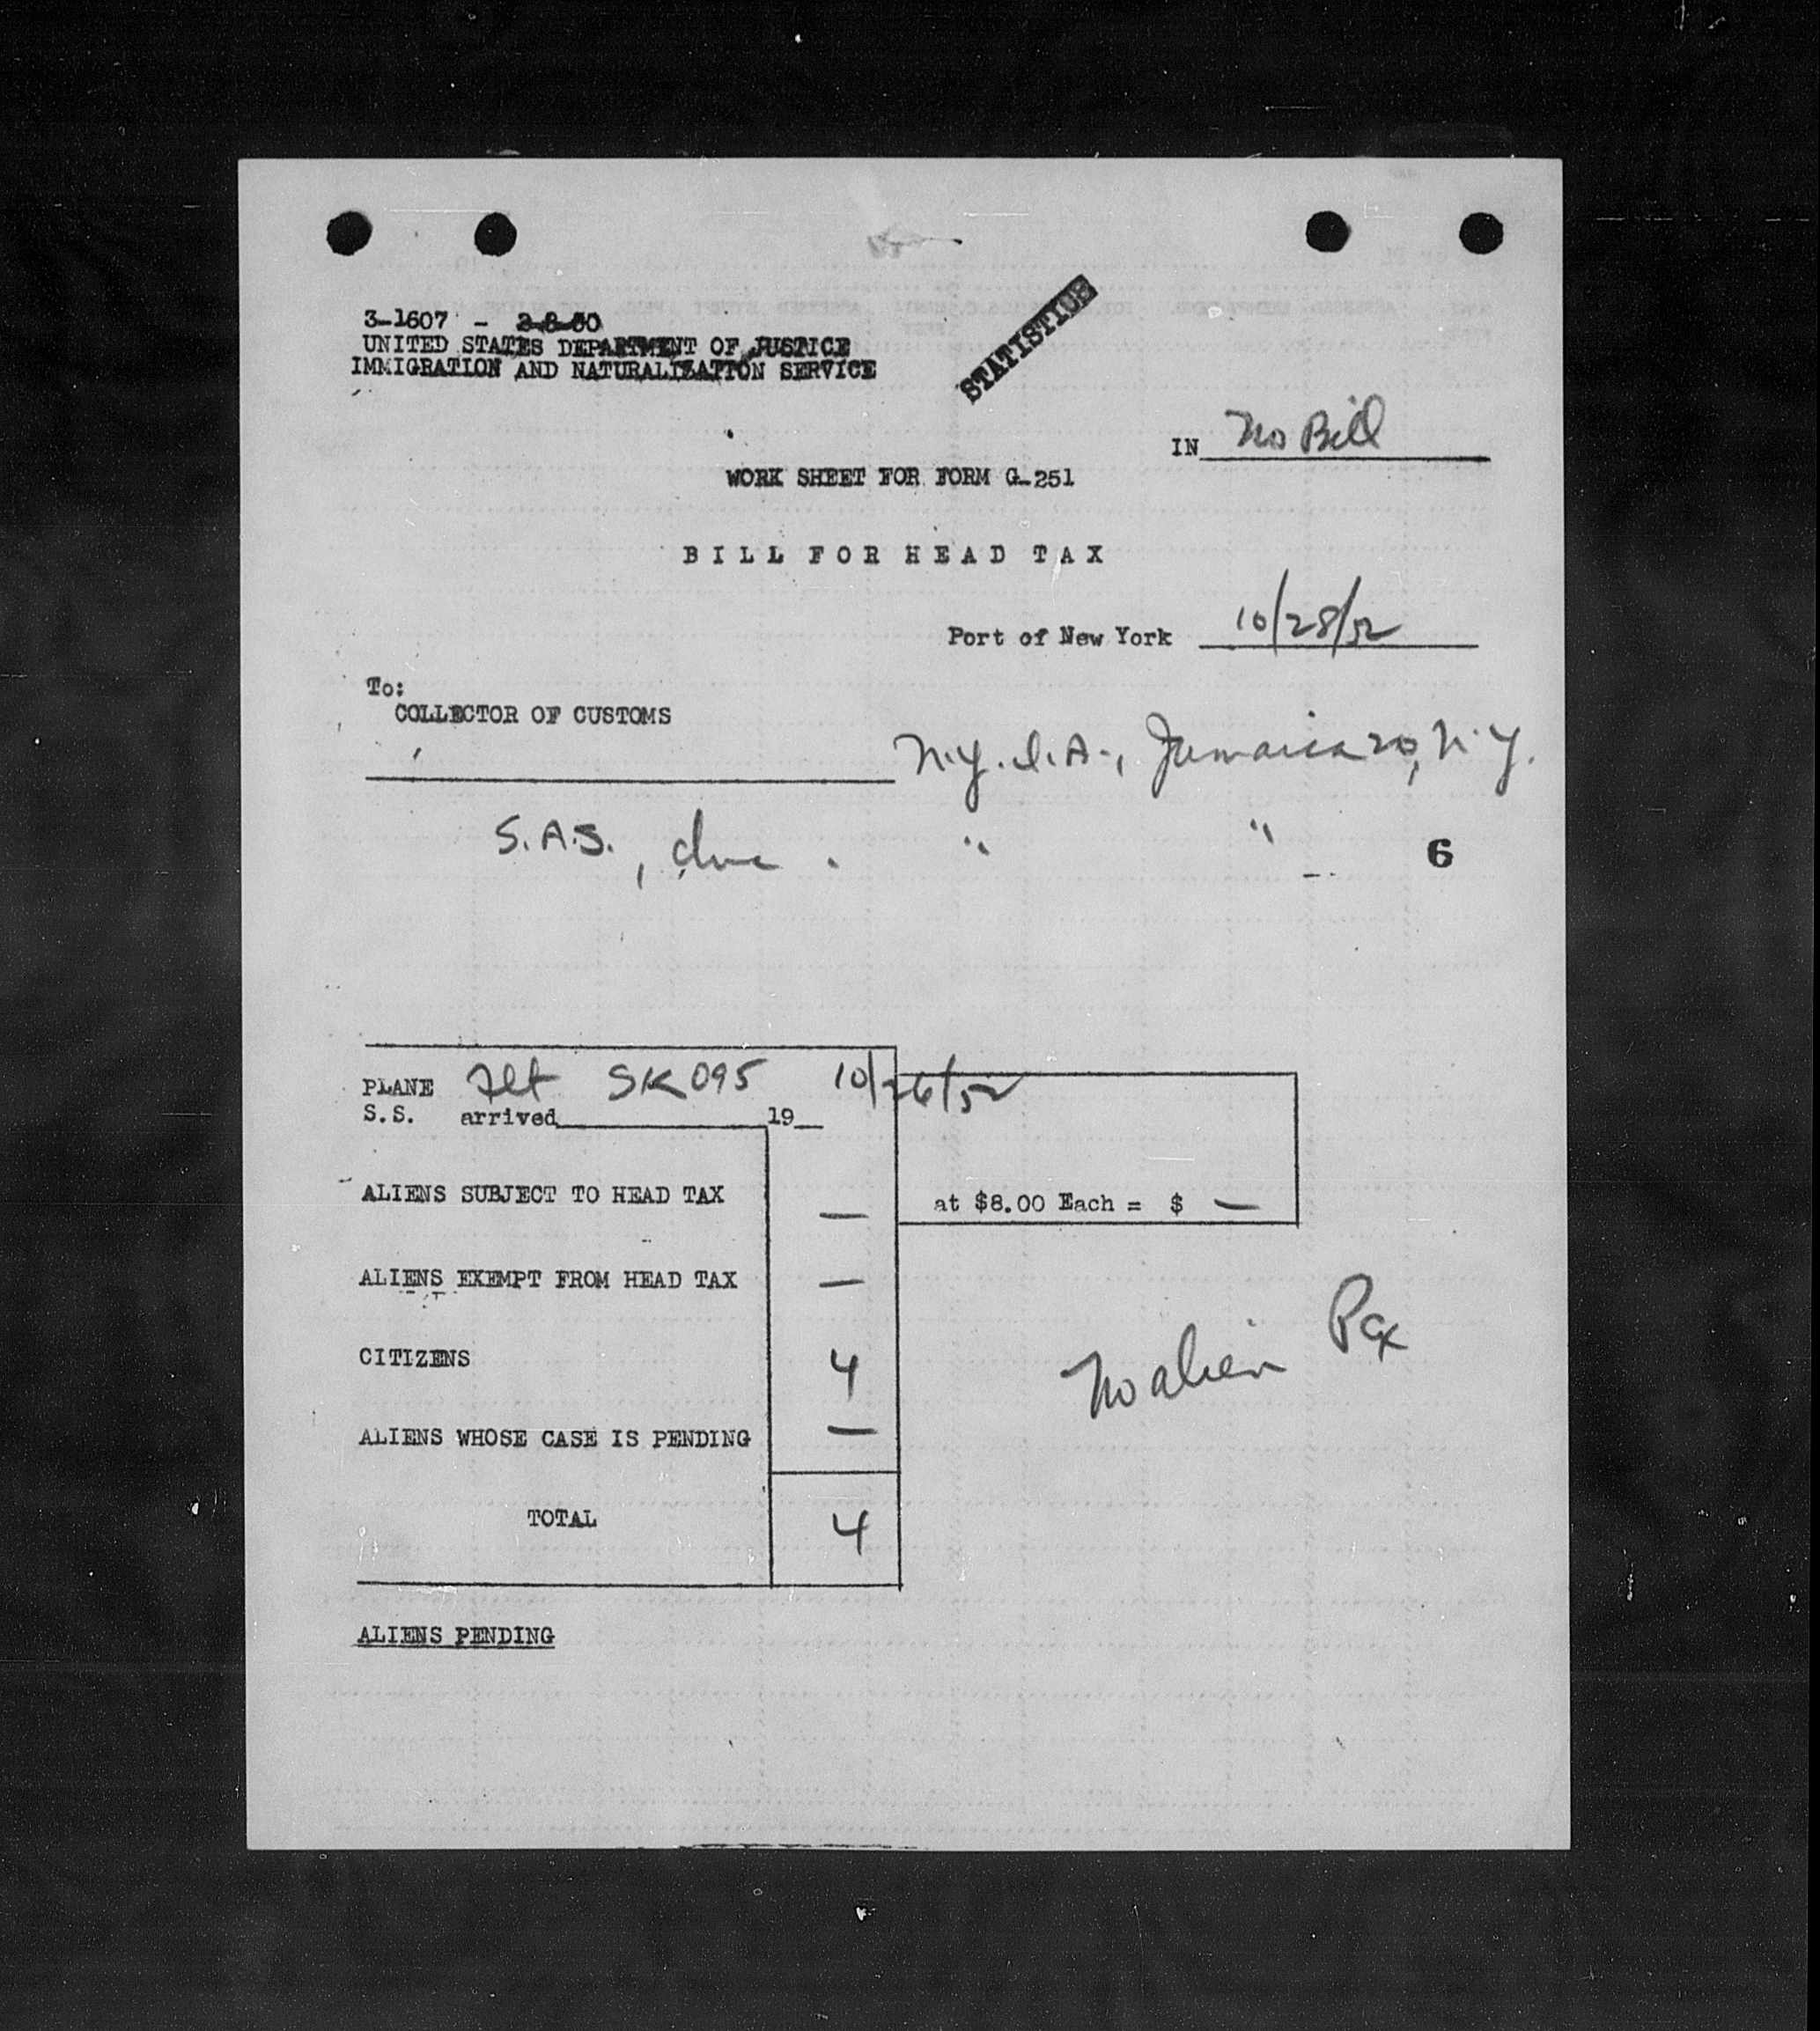 3-1607 - 2-8-50
UNITED STATES DEPARTMENT OF JUSTICE
IMMIGRATION AND NATURALIZATION SERVICE
STATISTICS
IN No Bill
WORK SHEET FOR FORM G-251
BILL FOR HEAD TAX
Port of New York 10/28/52
To:
COLLECTOR OF CUSTOMS
N.Y.I.A., Jamaica 20, N.Y.
S.A.S., " "
6
PLANE Flt SK095 10/26/52
S.S. arrived 19
ALIENS SUBJECT TO HEAD TAX —
at $8.00 Each = $ —
ALIENS EXEMPT FROM HEAD TAX —
CITIZENS 4
No alien Pax
ALIENS WHOSE CASE IS PENDING —
TOTAL 4
ALIENS PENDING